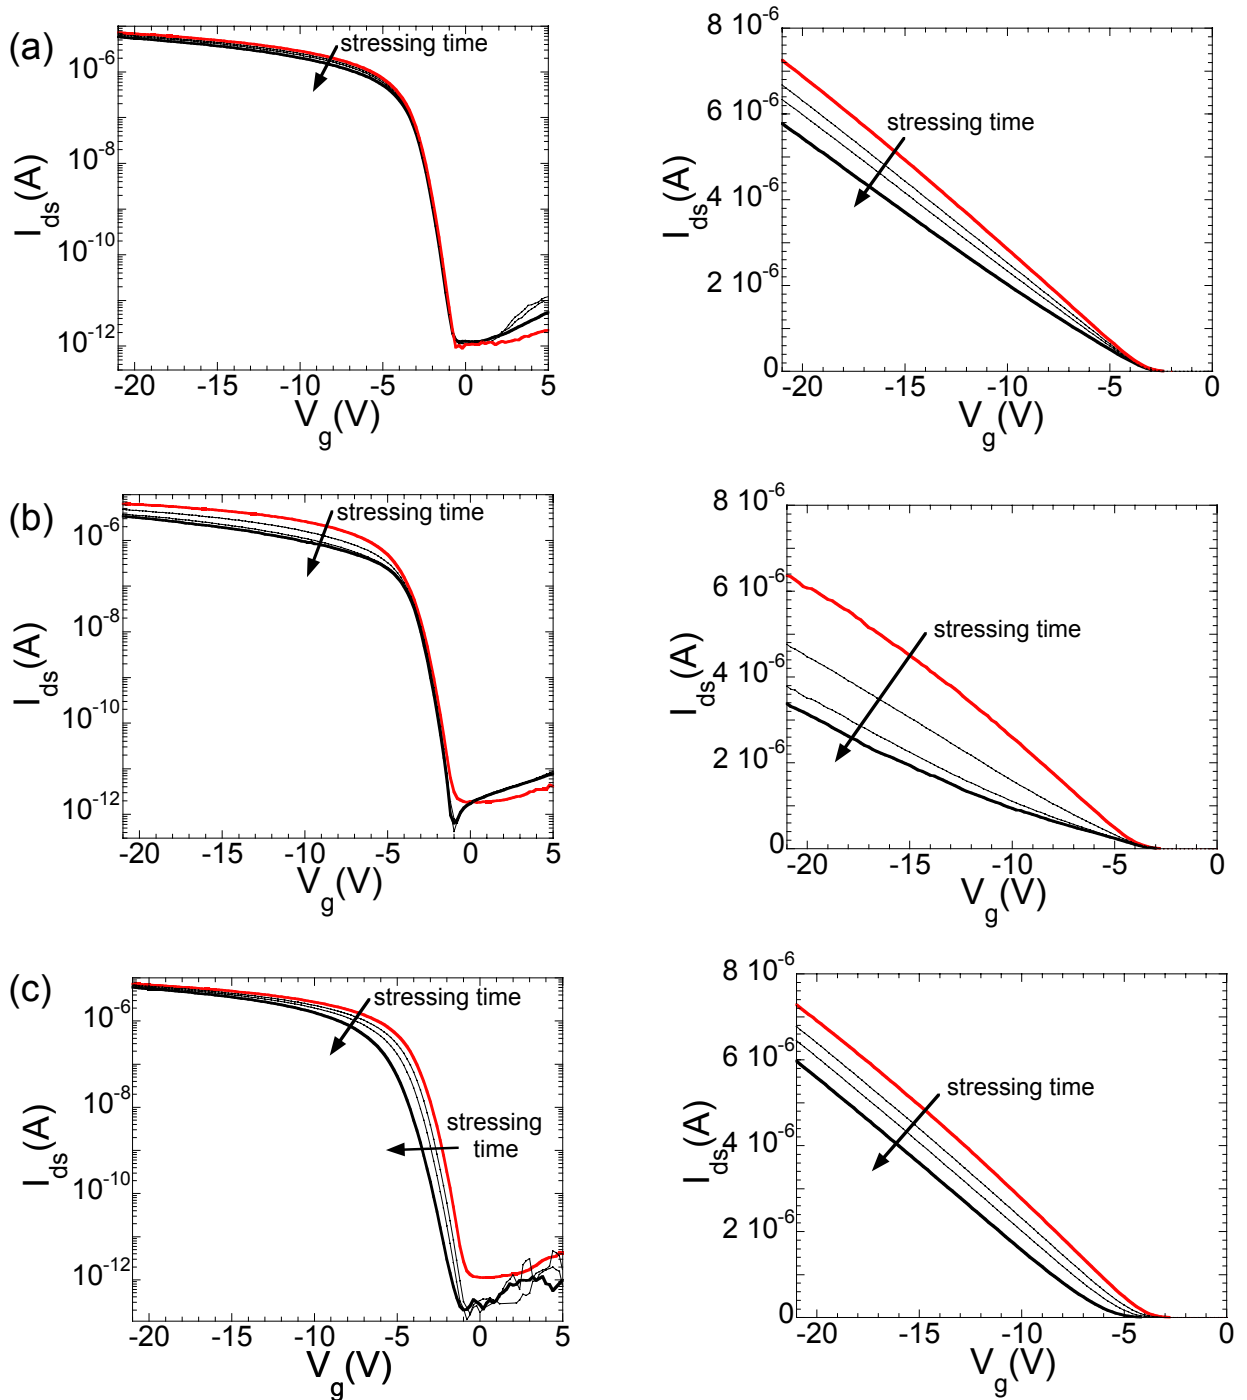 (a)
stressing time
10⁻⁶
10⁻⁸
10⁻¹⁰
10⁻¹²
I_ds(A)
-20 -15 -10 -5 0 5
V_g(V)
8 10⁻⁶
6 10⁻⁶
4 10⁻⁶
2 10⁻⁶
0
stressing time
I_ds(A)
-20 -15 -10 -5 0
V_g(V)
(b)
stressing time
10⁻⁶
10⁻⁸
10⁻¹⁰
10⁻¹²
I_ds(A)
-20 -15 -10 -5 0 5
V_g(V)
8 10⁻⁶
6 10⁻⁶
4 10⁻⁶
2 10⁻⁶
0
stressing time
I_ds(A)
-20 -15 -10 -5 0
V_g(V)
(c)
stressing time
stressing
time
10⁻⁶
10⁻⁸
10⁻¹⁰
10⁻¹²
I_ds(A)
-20 -15 -10 -5 0 5
V_g(V)
8 10⁻⁶
6 10⁻⁶
4 10⁻⁶
2 10⁻⁶
0
stressing time
I_ds(A)
-20 -15 -10 -5 0
V_g(V)